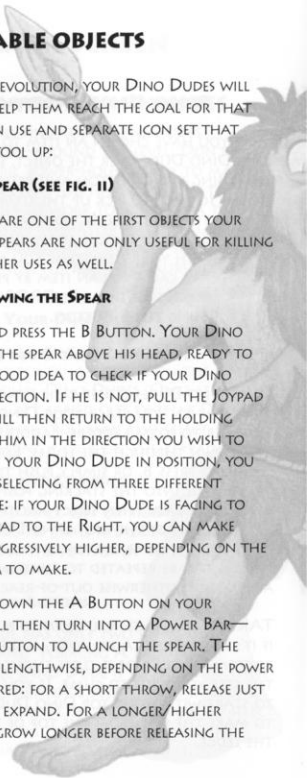 ABLE OBJECTS
EVOLUTION, YOUR DINO DUDES WILL
ELP THEM REACH THE GOAL FOR THAT
N USE AND SEPARATE ICON SET THAT
OOL UP:
PEAR (SEE FIG. II)
ARE ONE OF THE FIRST OBJECTS YOUR
PEARS ARE NOT ONLY USEFUL FOR KILLING
HER USES AS WELL.
WING THE SPEAR
D PRESS THE B BUTTON. YOUR DINO
THE SPEAR ABOVE HIS HEAD, READY TO
OOD IDEA TO CHECK IF YOUR DINO
ECTION. IF HE IS NOT, PULL THE JOYPAD
ILL THEN RETURN TO THE HOLDING
HIM IN THE DIRECTION YOU WISH TO
YOUR DINO DUDE IN POSITION, YOU
SELECTING FROM THREE DIFFERENT
E: IF YOUR DINO DUDE IS FACING TO
AD TO THE RIGHT, YOU CAN MAKE
GRESSIVELY HIGHER, DEPENDING ON THE
M TO MAKE.
OWN THE A BUTTON ON YOUR
LL THEN TURN INTO A POWER BAR—
UTTON TO LAUNCH THE SPEAR. THE
LENGTHWISE, DEPENDING ON THE POWER
RED: FOR A SHORT THROW, RELEASE JUST
EXPAND. FOR A LONGER/HIGHER
GROW LONGER BEFORE RELEASING THE